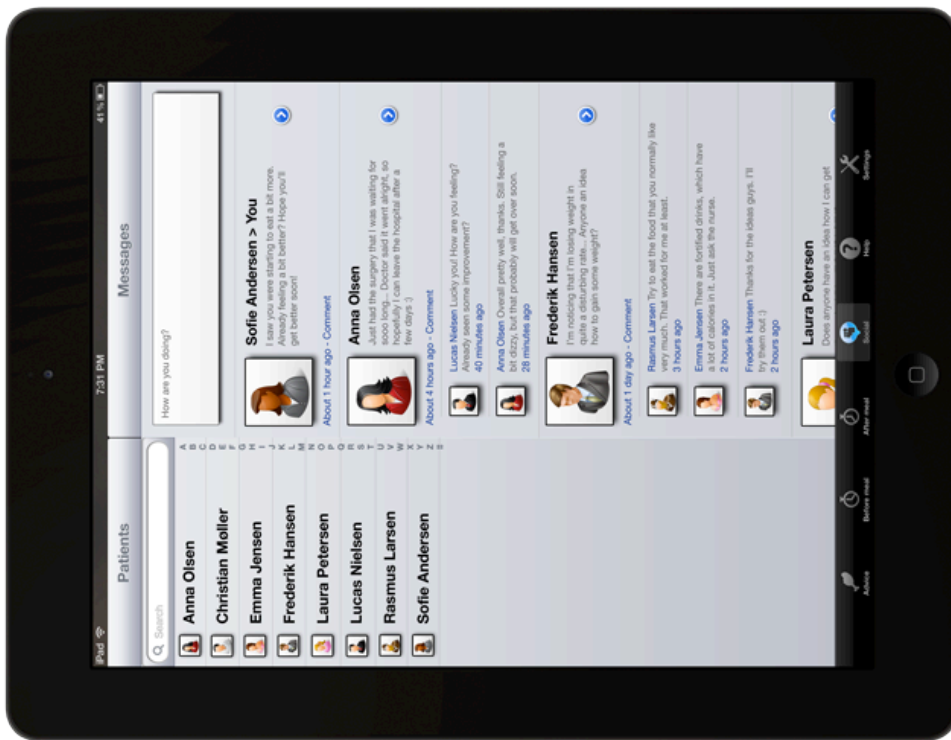 iPad
7:31 PM
41 %
Patients
Search
Anna Olsen
Christian Møller
Emma Jensen
Frederik Hansen
Laura Petersen
Lucas Nielsen
Rasmus Larsen
Sofie Andersen
A
B
C
D
E
F
G
H
I
J
K
L
M
N
O
P
Q
R
S
T
U
V
W
X
Y
Z
#
Messages
How are you doing?
Sofie Andersen > You
I saw you were starting to eat a bit more.
Already feeling a bit better? Hope you'll
get better soon!
About 1 hour ago - Comment
Anna Olsen
Just had the surgery that I was waiting for
sooo long... Doctor said it went alright, so
hopefully I can leave the hospital after a
few days :)
About 4 hours ago - Comment
Lucas Nielsen Lucky you! How are you feeling?
Already seen some improvement?
40 minutes ago
Anna Olsen Overall pretty well, thanks. Still feeling a
bit dizzy, but that probably will get over soon.
28 minutes ago
Frederik Hansen
I'm noticing that I'm losing weight in
quite a disturbing rate... Anyone an idea
how to gain some weight?
About 1 day ago - Comment
Rasmus Larsen Try to eat the food that you normally like
very much. That worked for me at least.
3 hours ago
Emma Jensen There are fortified drinks, which have
a lot of calories in it. Just ask the nurse.
2 hours ago
Frederik Hansen Thanks for the ideas guys. I'll
try them out :)
2 hours ago
Laura Petersen
Does anyone have an idea how I can get
Advice
Before meal
After meal
Social
Help
Settings